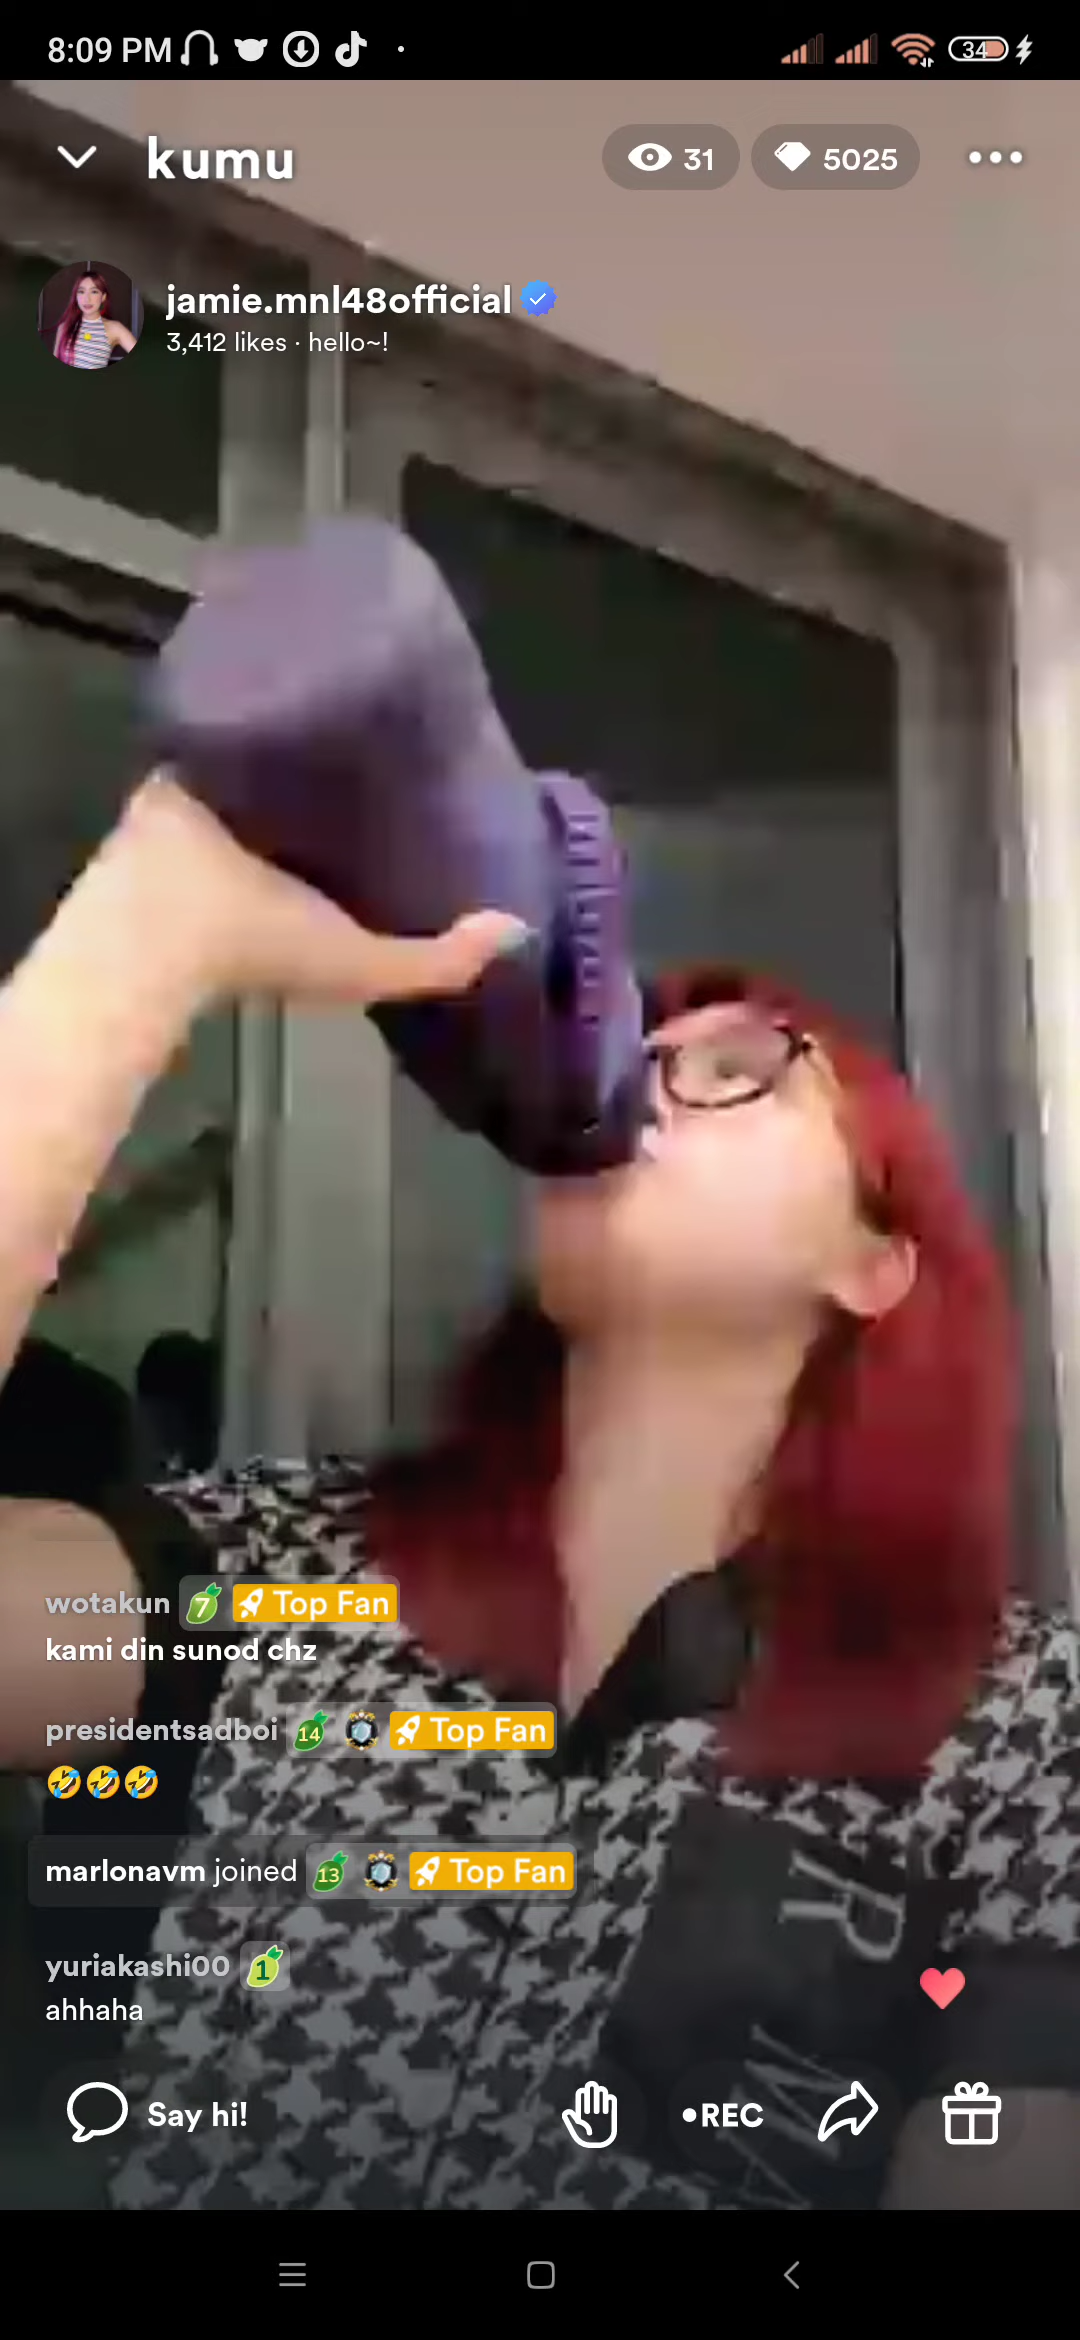 8:09 PM
34
kumu
31
5025
jamie.mnl48official
3,412 likes · hello~!
wotakun 7 Top Fan
kami din sunod chz
presidentsadboi 14 Top Fan
🤣🤣🤣
marlonavm joined 13 Top Fan
yuriakashi00 1
ahhaha
Say hi!
•REC